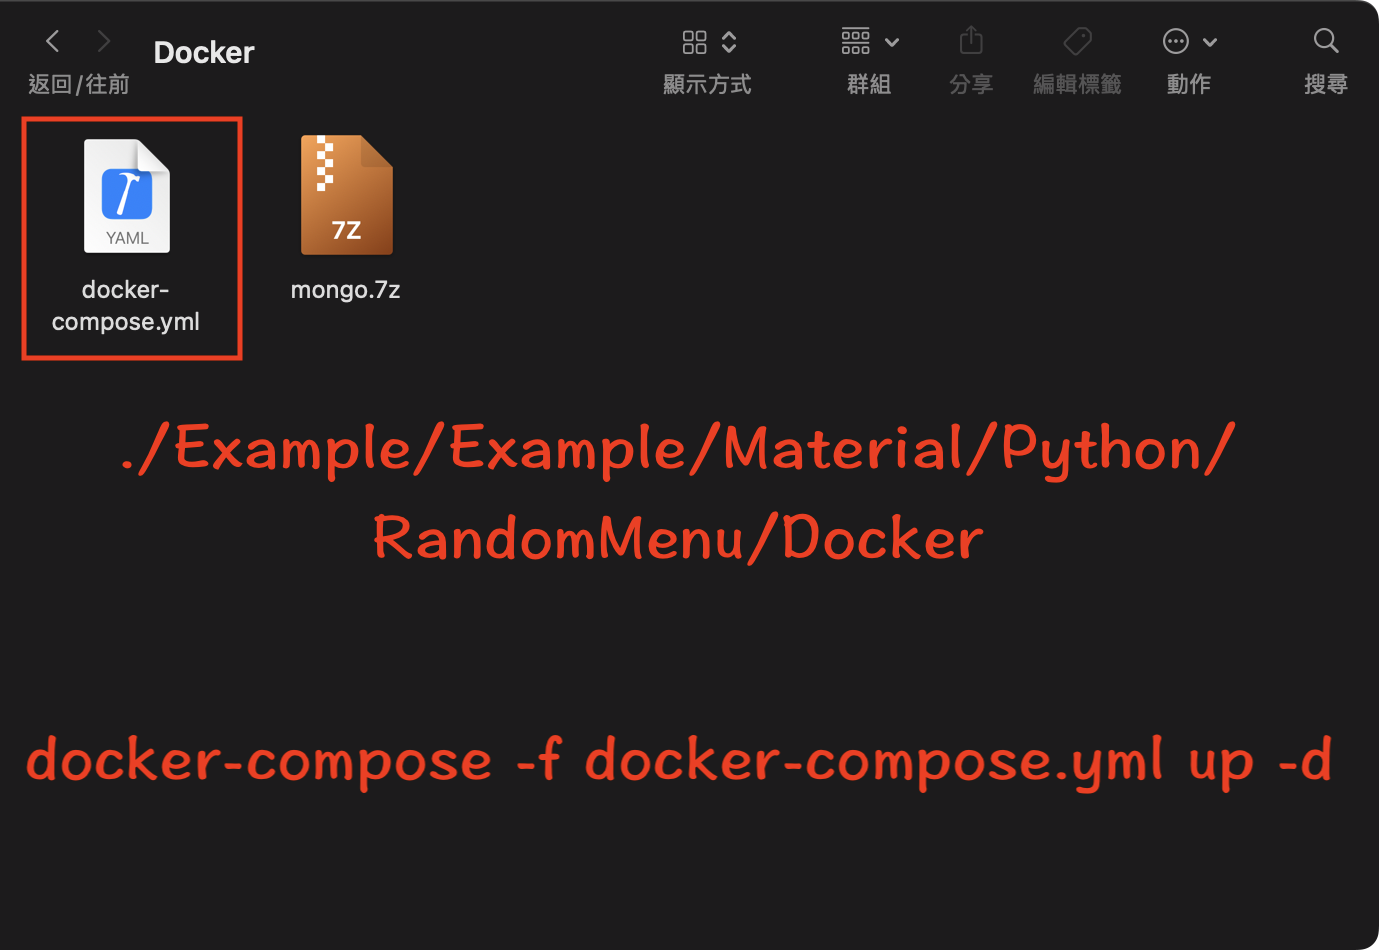 Docker
返回/往前
顯示方式
群組
分享
編輯標籤
動作
搜尋
YAML
docker-
compose.yml
7Z
mongo.7z
./Example/Example/Material/Python/
RandomMenu/Docker
docker-compose -f docker-compose.yml up -d